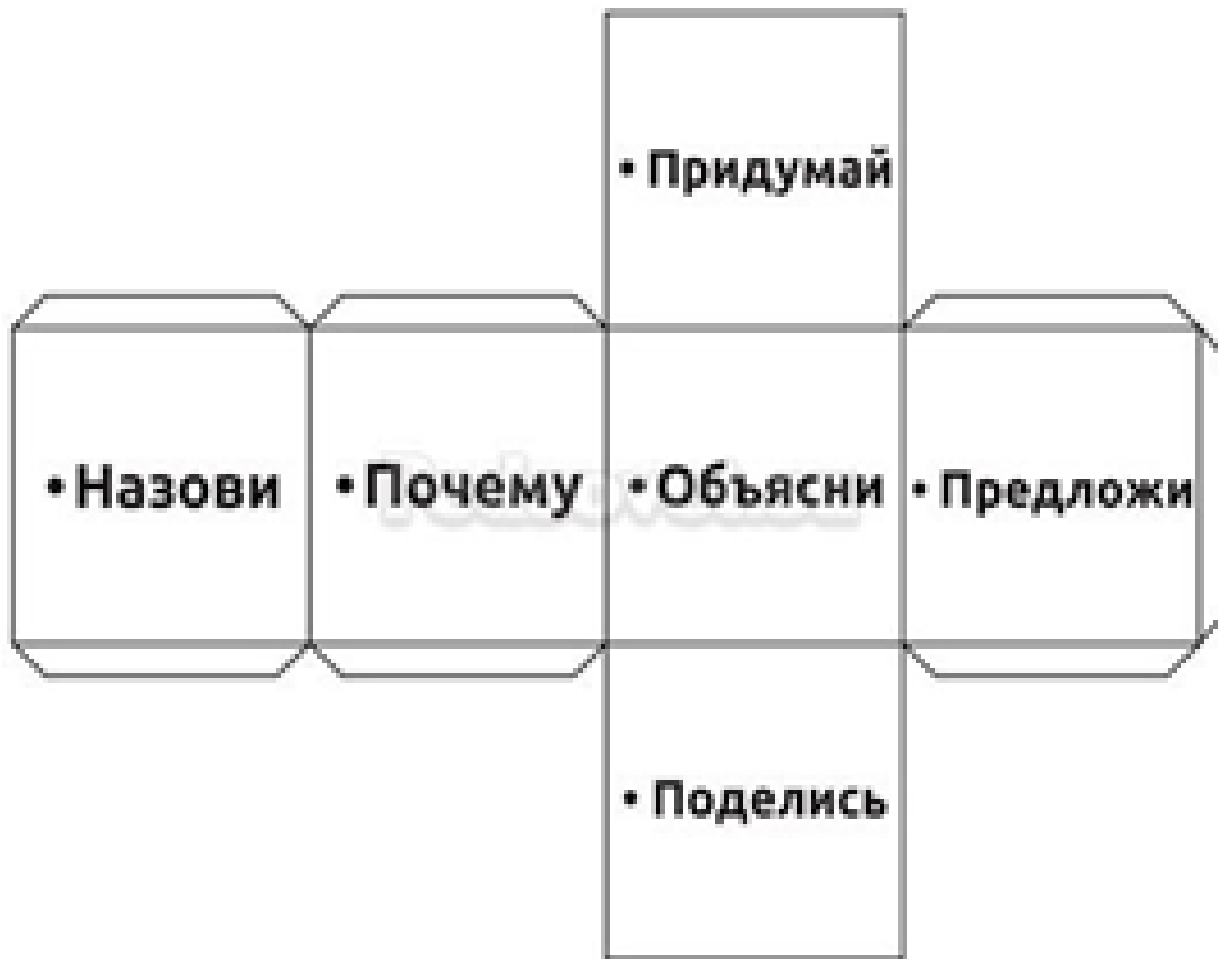 • Придумай
• Назови
• Почему
• Объясни
• Предложи
• Поделись